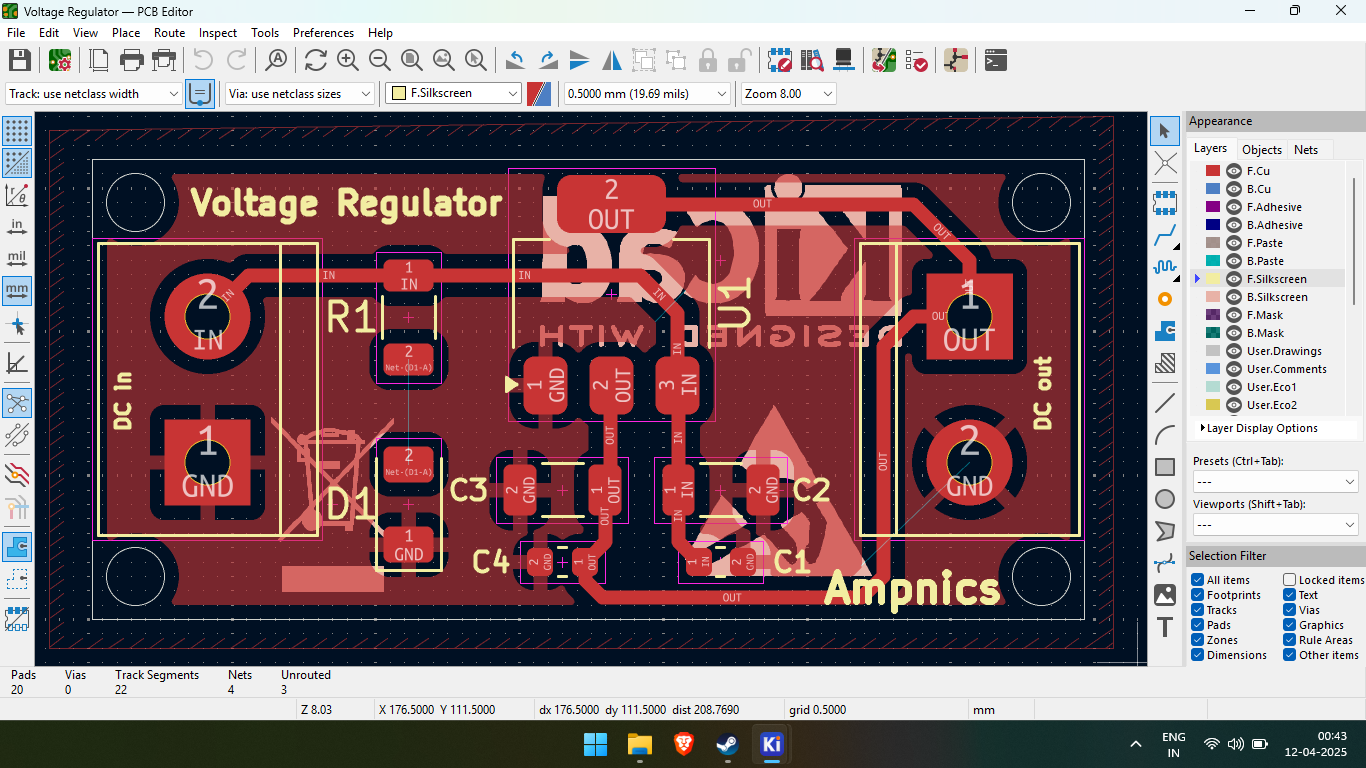 Voltage Regulator — PCB Editor
File Edit View Place Route Inspect Tools Preferences Help
Track: use netclass width Via: use netclass sizes F.Silkscreen 0.5000 mm (19.69 mils) Zoom 8.00
in
mil
mm
Voltage Regulator
2
OUT
OUT
OUT
1
IN
IN
IN
IN
2
IN
IN
R1
U1
1
OUT
OUT
DESIGNED WITH
KiCad
2
Net-(D1-A)
IN
1
GND
2
OUT
3
IN
DC in
DC out
1
GND
2
Net-(D1-A)
OUT
IN
OUT
2
GND
D1
1
GND
C3
2
GND
1
OUT
1
IN
2
GND
C2
OUT
IN
C4
2
GND
1
OUT
1
IN
2
GND
C1
OUT
Ampnics
Appearance
Layers Objects Nets
F.Cu
B.Cu
F.Adhesive
B.Adhesive
F.Paste
B.Paste
F.Silkscreen
B.Silkscreen
F.Mask
B.Mask
User.Drawings
User.Comments
User.Eco1
User.Eco2
Layer Display Options
Presets (Ctrl+Tab):
---
Viewports (Shift+Tab):
---
Selection Filter
All items Locked items
Footprints Text
Tracks Vias
Pads Graphics
Zones Rule Areas
Dimensions Other items
Pads Vias Track Segments Nets Unrouted
20 0 22 4 3
Z 8.03 X 176.5000 Y 111.5000 dx 176.5000 dy 111.5000 dist 208.7690 grid 0.5000 mm
Ki
ENG
IN
00:43
12-04-2025